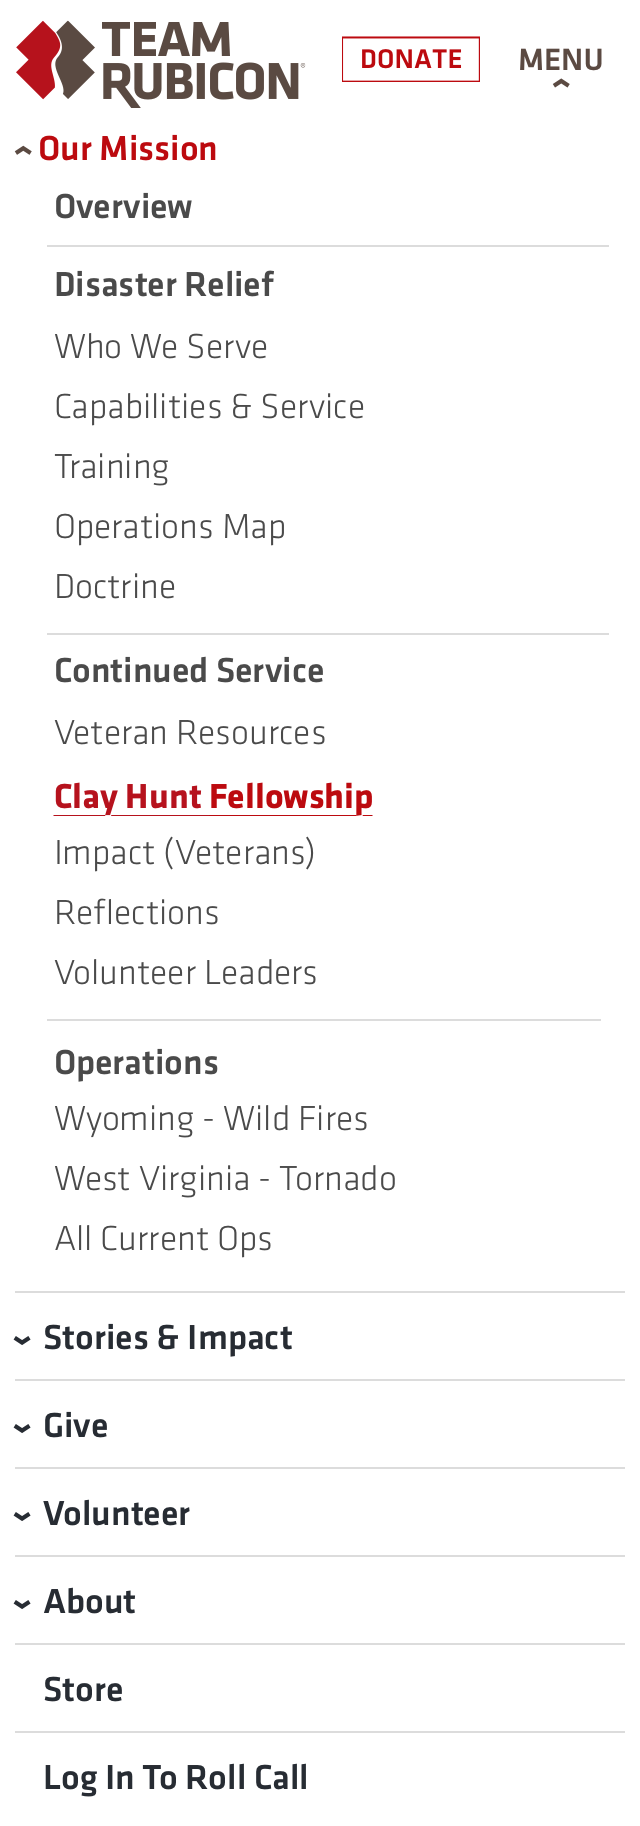 TEAM
RUBICON®
DONATE
MENU
Our Mission
Overview
Disaster Relief
Who We Serve
Capabilities & Service
Training
Operations Map
Doctrine
Continued Service
Veteran Resources
Clay Hunt Fellowship
Impact (Veterans)
Reflections
Volunteer Leaders
Operations
Wyoming - Wild Fires
West Virginia - Tornado
All Current Ops
Stories & Impact
Give
Volunteer
About
Store
Log In To Roll Call